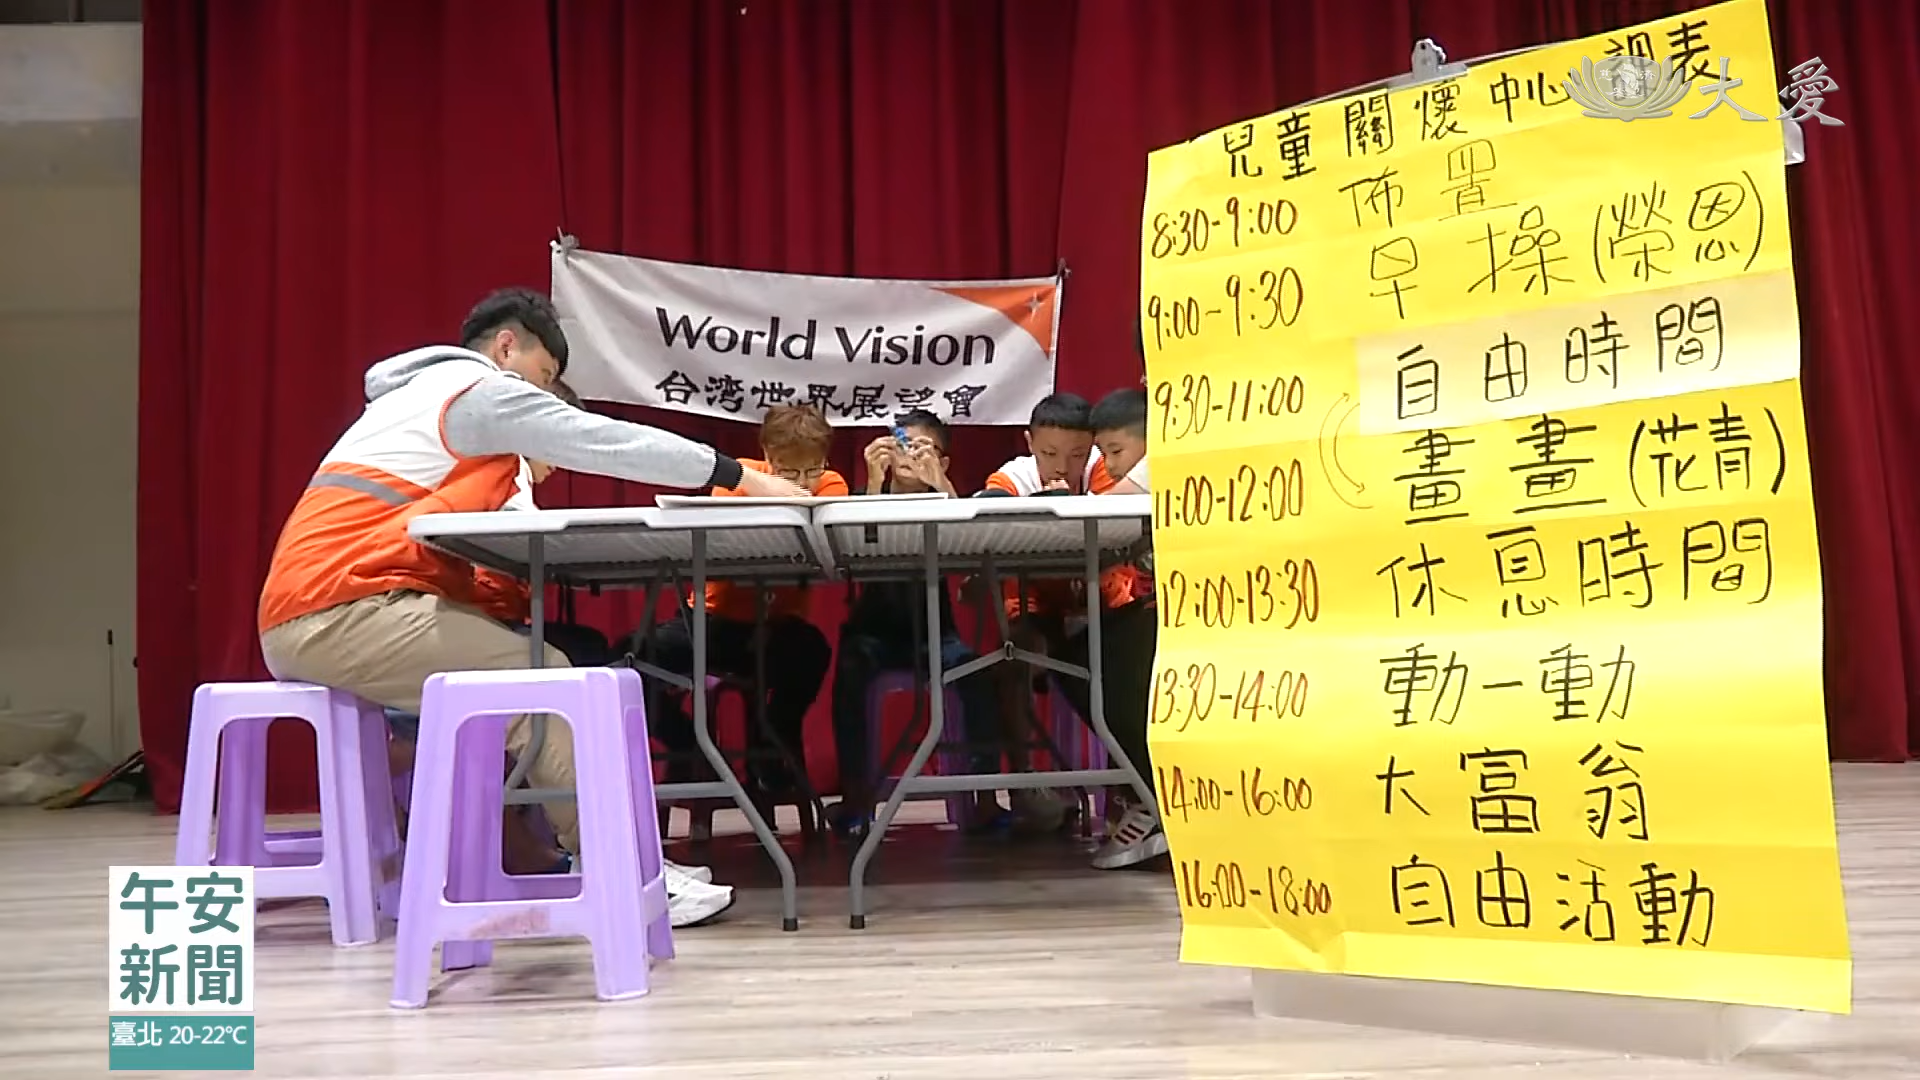 大愛
兒童關懷中心課表
8:30-9:00 佈置
9:00-9:30 早操(榮恩)
9:30-11:00 自由時間
11:00-12:00 畫畫(花青)
12:00-13:30 休息時間
13:30-14:00 動一動
14:00-16:00 大富翁
16:00-18:00 自由活動
World Vision
台灣世界展望會
午安
新聞
臺北 20-22℃